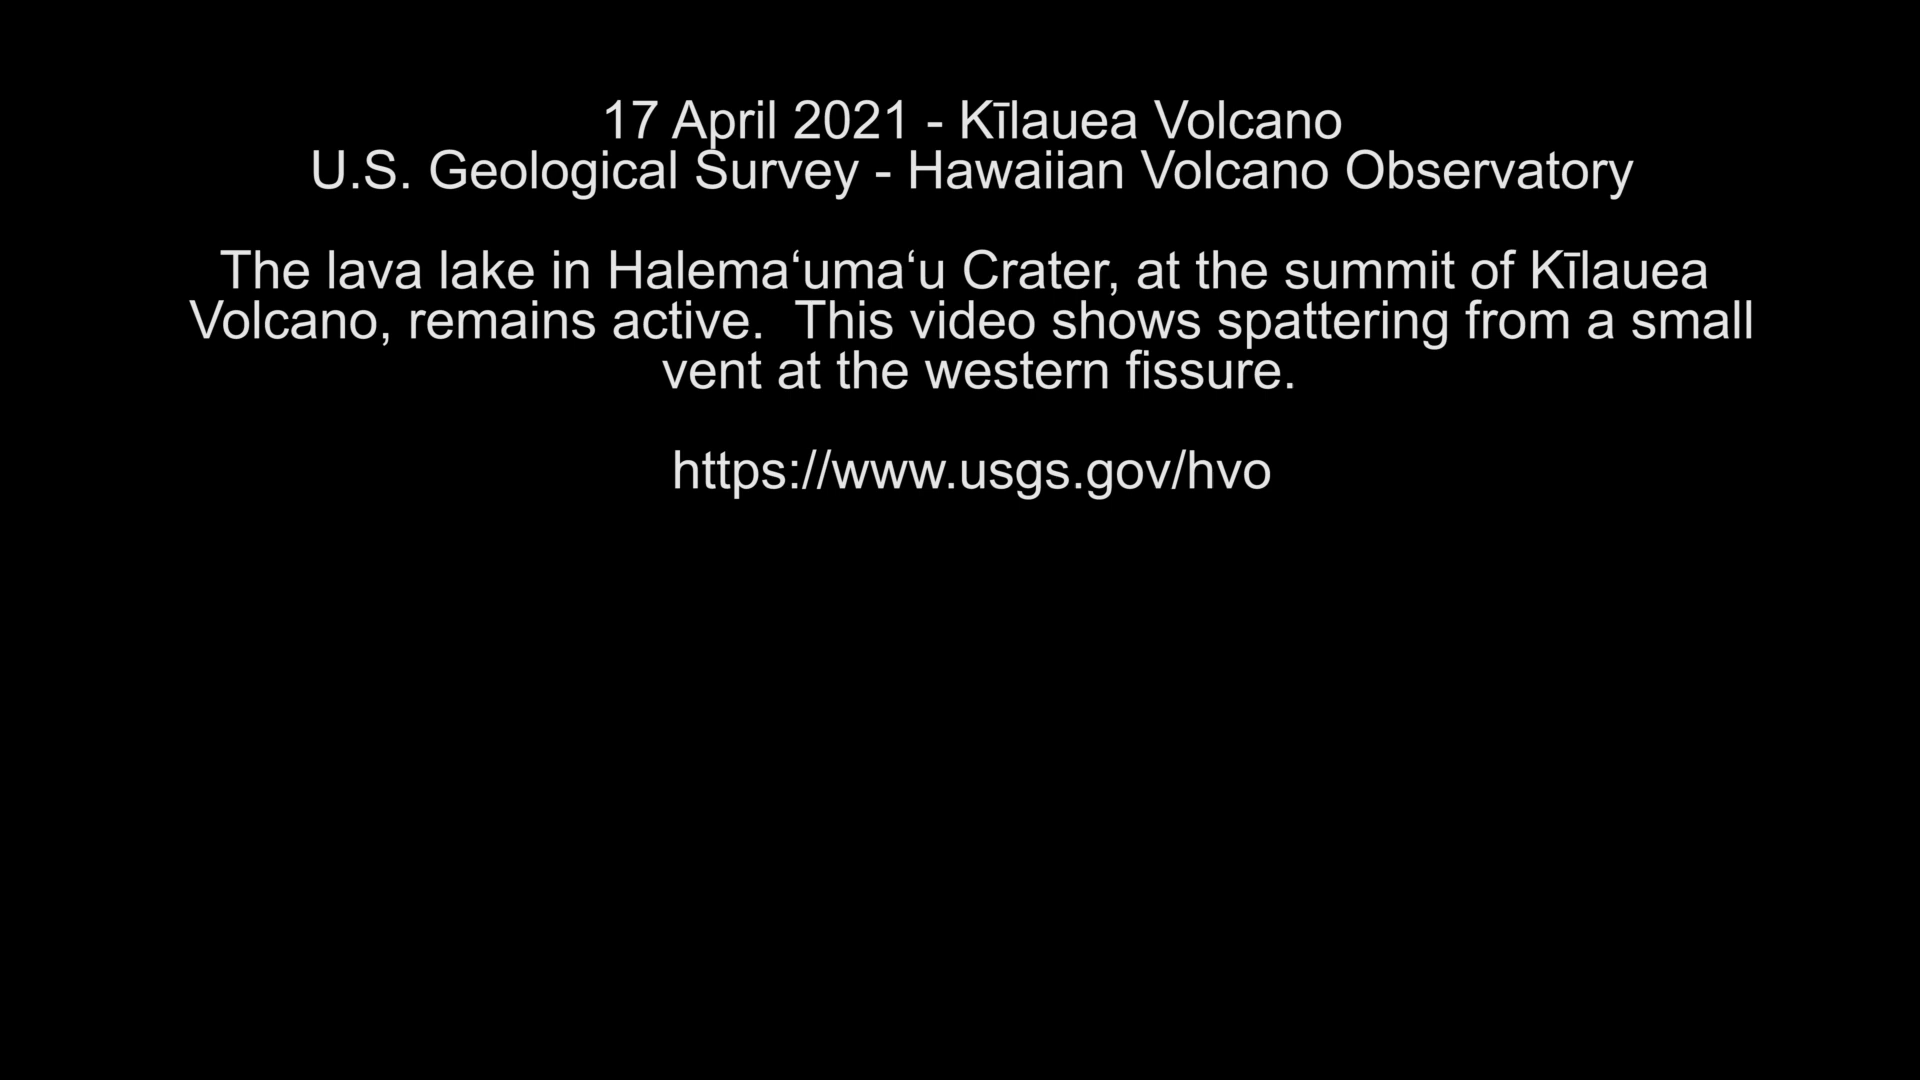 17 April 2021 - Kīlauea Volcano
U.S. Geological Survey - Hawaiian Volcano Observatory
The lava lake in Halemaʻumaʻu Crater, at the summit of Kīlauea
Volcano, remains active.  This video shows spattering from a small
vent at the western fissure.
https://www.usgs.gov/hvo